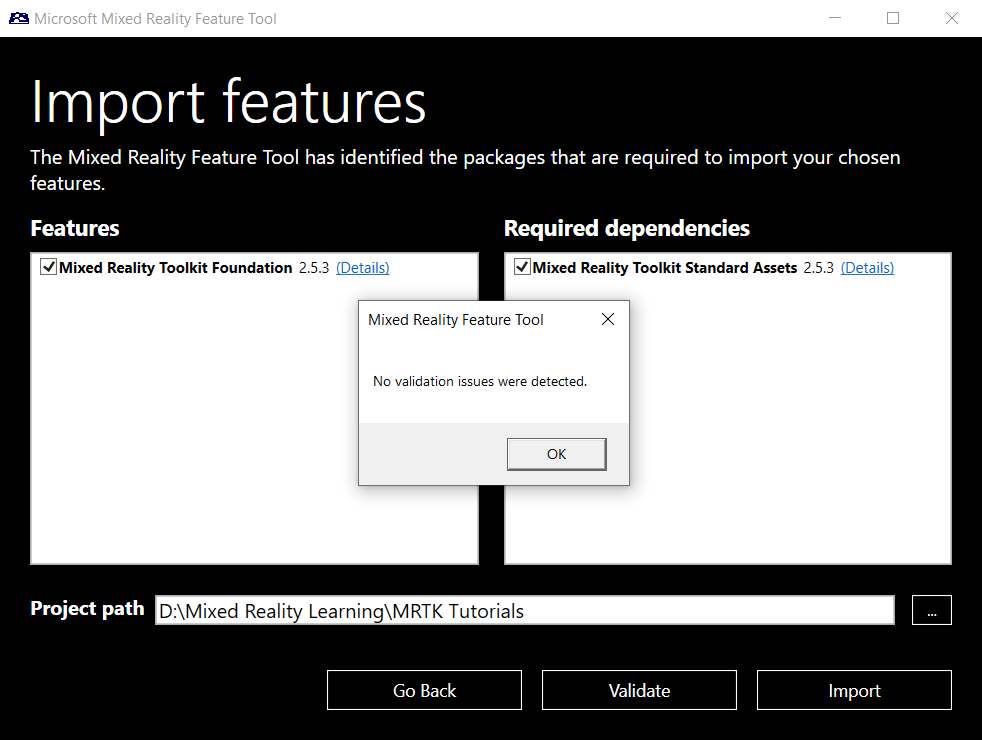 Microsoft Mixed Reality Feature Tool
Import features
The Mixed Reality Feature Tool has identified the packages that are required to import your chosen
features.
Features
Required dependencies
Mixed Reality Toolkit Foundation 2.5.3 (Details)
Mixed Reality Toolkit Standard Assets 2.5.3 (Details)
Mixed Reality Feature Tool
No validation issues were detected.
OK
Project path D:\Mixed Reality Learning\MRTK Tutorials ...
Go Back Validate Import